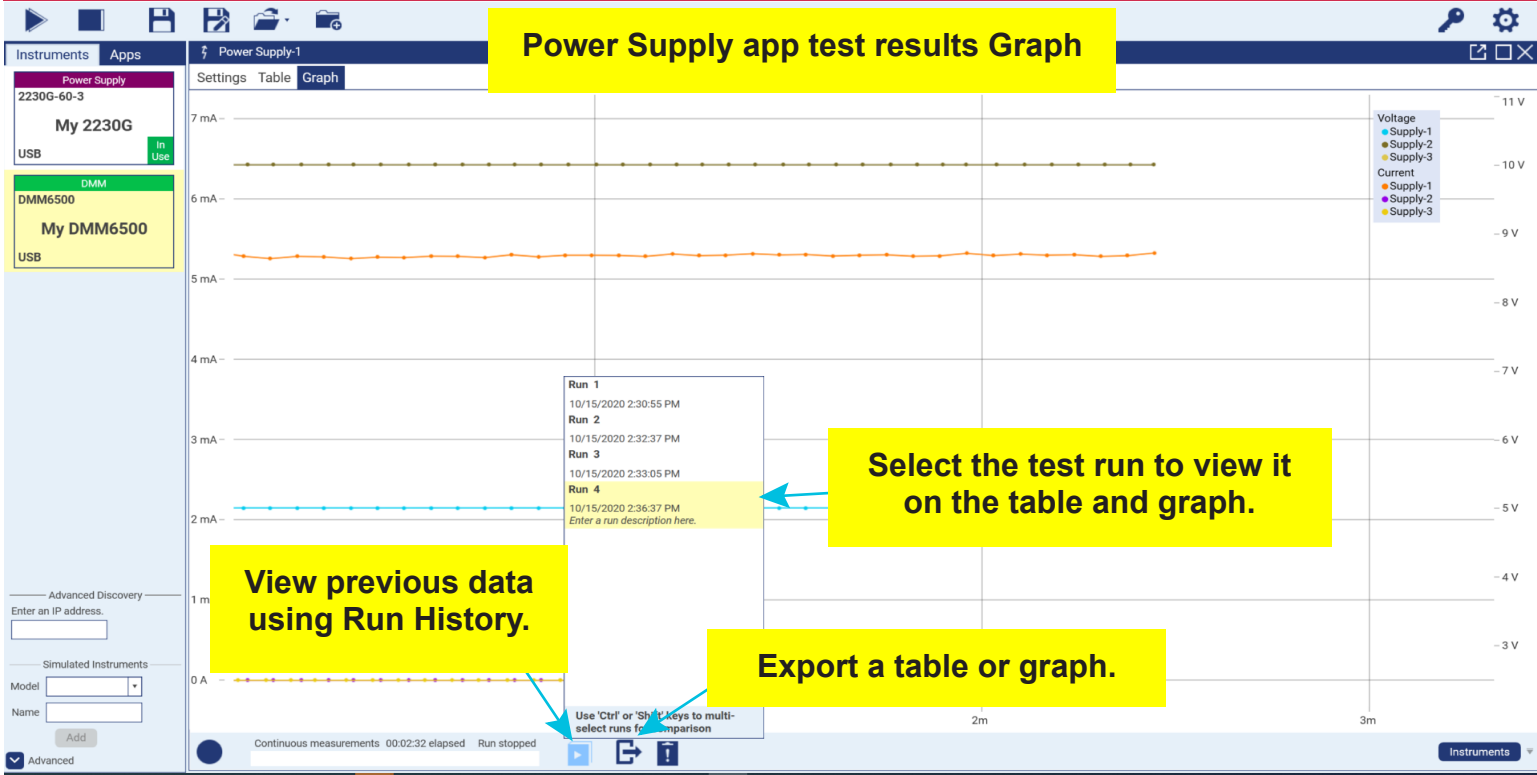 Power Supply app test results Graph
Instruments Apps
Power Supply-1
Settings Table Graph
Power Supply
2230G-60-3
My 2230G
USB
In
Use
DMM
DMM6500
My DMM6500
USB
7 mA
6 mA
5 mA
4 mA
3 mA
2 mA
1 m
0 A
11 V
10 V
9 V
8 V
7 V
6 V
5 V
4 V
3 V
Voltage
Supply-1
Supply-2
Supply-3
Current
Supply-1
Supply-2
Supply-3
Run 1
10/15/2020 2:30:55 PM
Run 2
10/15/2020 2:32:37 PM
Run 3
10/15/2020 2:33:05 PM
Run 4
10/15/2020 2:36:37 PM
Enter a run description here.
Select the test run to view it
on the table and graph.
View previous data
using Run History.
Export a table or graph.
Use 'Ctrl' or 'Shift' keys to multi-
select runs for comparison
2m
3m
Advanced Discovery
Enter an IP address.
Simulated Instruments
Model
Name
Add
Advanced
Continuous measurements 00:02:32 elapsed Run stopped
Instruments